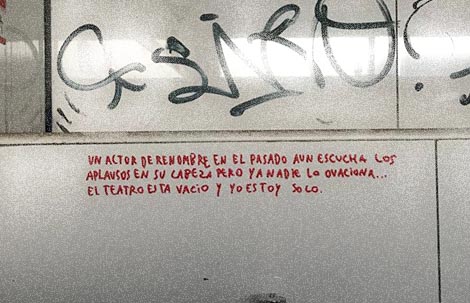 UN ACTOR DE RENOMBRE EN EL PASADO AUN ESCUCHA LOS
APLAUSOS EN SU CABEZA PERO YA NADIE LO OVACIONA...
EL TEATRO ESTA VACIO Y YO ESTOY SOLO.